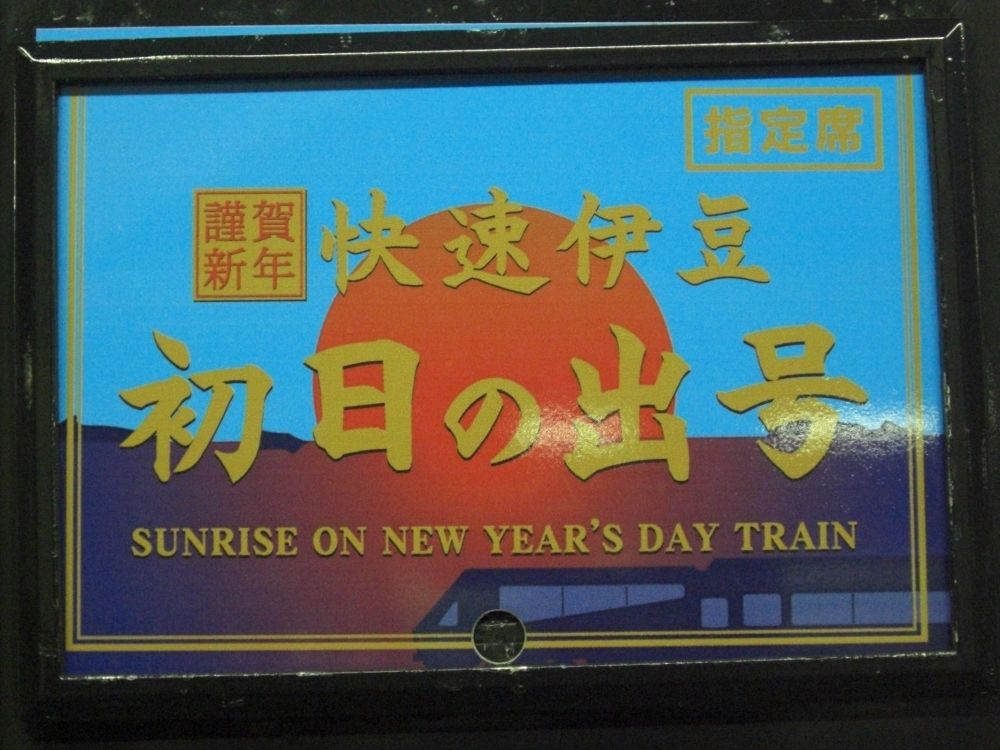 指定席
謹賀
新年
快速伊豆
初日の出号
SUNRISE ON NEW YEAR'S DAY TRAIN